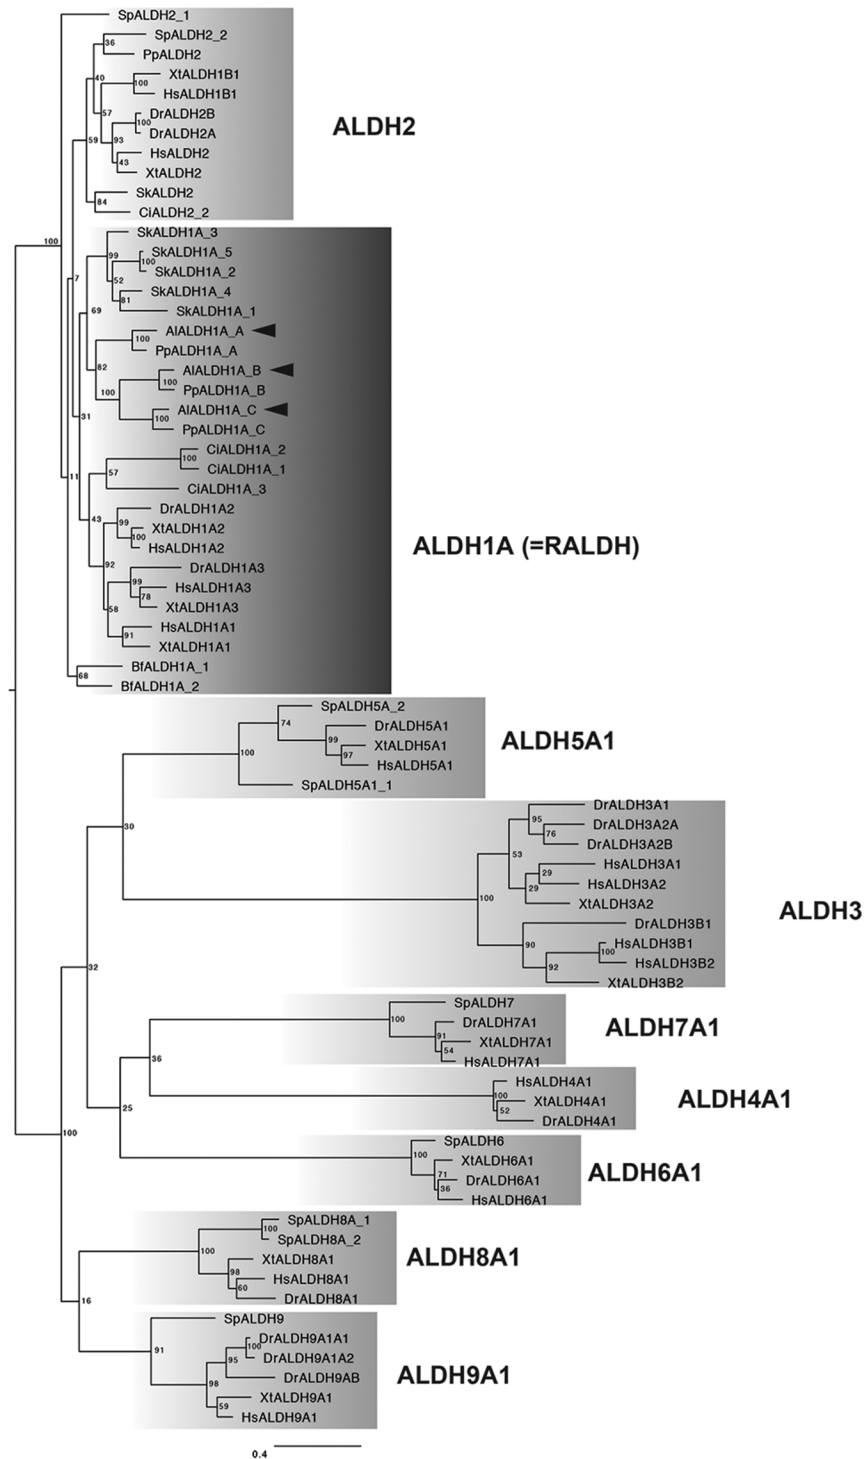 SpALDH2_1
SpALDH2_2
36
PpALDH2
40
XtALDH1B1
100
HsALDH1B1
57
DrALDH2B
100
DrALDH2A
59
93
HsALDH2
43
XtALDH2
SkALDH2
84
CiALDH2_2
ALDH2
100
SkALDH1A_3
99
SkALDH1A_5
100
SkALDH1A_2
7
52
SkALDH1A_4
81
SkALDH1A_1
69
AlALDH1A_A
100
PpALDH1A_A
82
AlALDH1A_B
100
PpALDH1A_B
100
AlALDH1A_C
31
100
PpALDH1A_C
CiALDH1A_2
100
CiALDH1A_1
11
57
CiALDH1A_3
DrALDH1A2
43
99
XtALDH1A2
100
HsALDH1A2
ALDH1A (=RALDH)
92
DrALDH1A3
99
HsALDH1A3
78
XtALDH1A3
58
HsALDH1A1
91
XtALDH1A1
BfALDH1A_1
68
BfALDH1A_2
SpALDH5A_2
74
DrALDH5A1
99
XtALDH5A1
ALDH5A1
100
97
HsALDH5A1
SpALDH5A1_1
DrALDH3A1
95
DrALDH3A2A
30
76
DrALDH3A2B
53
HsALDH3A1
29
HsALDH3A2
29
100
XtALDH3A2
ALDH3
DrALDH3B1
90
HsALDH3B1
100
HsALDH3B2
32
92
XtALDH3B2
SpALDH7
100
DrALDH7A1
ALDH7A1
91
XtALDH7A1
54
36
HsALDH7A1
HsALDH4A1
100
XtALDH4A1
ALDH4A1
52
25
DrALDH4A1
100
SpALDH6
100
XtALDH6A1
71
ALDH6A1
DrALDH6A1
36
HsALDH6A1
SpALDH8A_1
100
SpALDH8A_2
100
XtALDH8A1
ALDH8A1
98
HsALDH8A1
60
DrALDH8A1
16
SpALDH9
DrALDH9A1A1
100
91
DrALDH9A1A2
95
DrALDH9AB
ALDH9A1
98
XtALDH9A1
59
HsALDH9A1
0.4